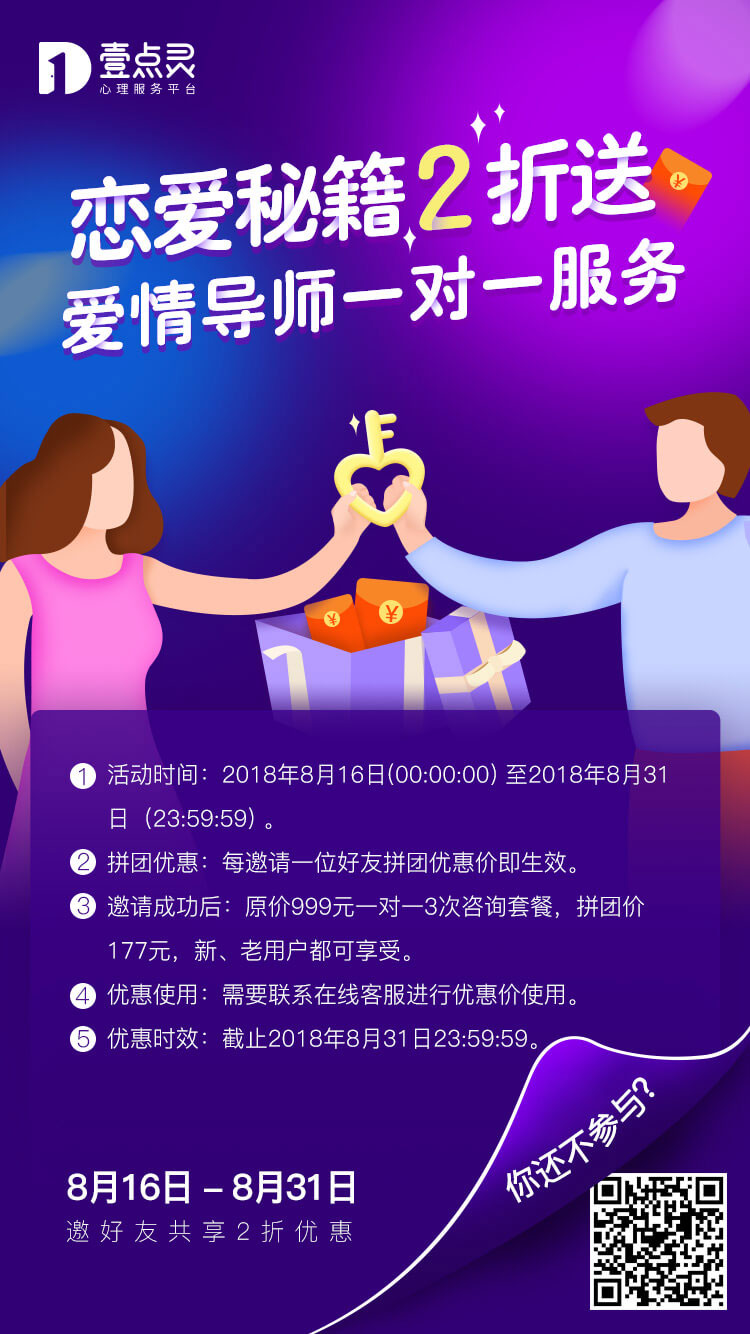 壹点灵
心理服务平台
恋爱秘籍2折送
爱情导师一对一服务
¥
¥
¥
1 活动时间：2018年8月16日(00:00:00) 至2018年8月31
日（23:59:59）。
2 拼团优惠：每邀请一位好友拼团优惠价即生效。
3 邀请成功后：原价999元一对一3次咨询套餐，拼团价
177元，新、老用户都可享受。
4 优惠使用：需要联系在线客服进行优惠价使用。
5 优惠时效：截止2018年8月31日23:59:59。
你还不参与？
8月16日 – 8月31日
邀好友共享2折优惠